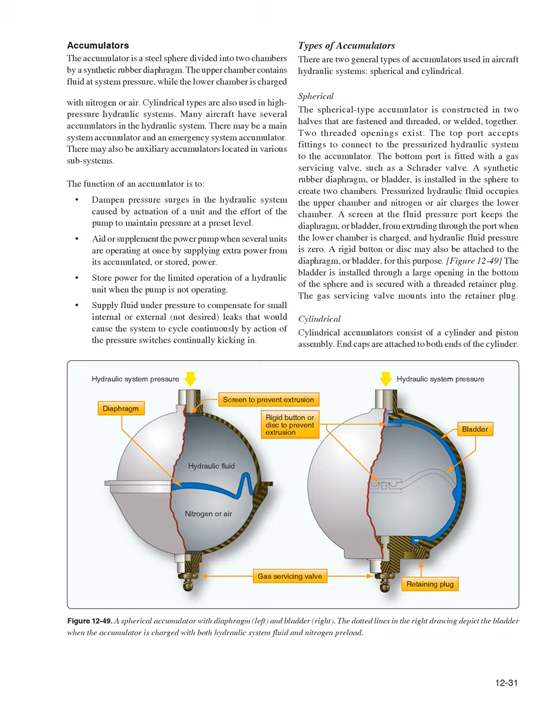 Accumulators
The accumulator is a steel sphere divided into two chambers
by a synthetic rubber diaphragm. The upper chamber contains
fluid at system pressure, while the lower chamber is charged
with nitrogen or air. Cylindrical types are also used in high-
pressure hydraulic systems. Many aircraft have several
accumulators in the hydraulic system. There may be a main
system accumulator and an emergency system accumulator.
There may also be auxiliary accumulators located in various
sub-systems.
The function of an accumulator is to:
• Dampen pressure surges in the hydraulic system
caused by actuation of a unit and the effort of the
pump to maintain pressure at a preset level.
• Aid or supplement the power pump when several units
are operating at once by supplying extra power from
its accumulated, or stored, power.
• Store power for the limited operation of a hydraulic
unit when the pump is not operating.
• Supply fluid under pressure to compensate for small
internal or external (not desired) leaks that would
cause the system to cycle continuously by action of
the pressure switches continually kicking in.
Types of Accumulators
There are two general types of accumulators used in aircraft
hydraulic systems: spherical and cylindrical.
Spherical
The spherical-type accumulator is constructed in two
halves that are fastened and threaded, or welded, together.
Two threaded openings exist. The top port accepts
fittings to connect to the pressurized hydraulic system
to the accumulator. The bottom port is fitted with a gas
servicing valve, such as a Schrader valve. A synthetic
rubber diaphragm, or bladder, is installed in the sphere to
create two chambers. Pressurized hydraulic fluid occupies
the upper chamber and nitrogen or air charges the lower
chamber. A screen at the fluid pressure port keeps the
diaphragm, or bladder, from extruding through the port when
the lower chamber is charged, and hydraulic fluid pressure
is zero. A rigid button or disc may also be attached to the
diaphragm, or bladder, for this purpose. [Figure 12-49] The
bladder is installed through a large opening in the bottom
of the sphere and is secured with a threaded retainer plug.
The gas servicing valve mounts into the retainer plug.
Cylindrical
Cylindrical accumulators consist of a cylinder and piston
assembly. End caps are attached to both ends of the cylinder.
Hydraulic system pressure
Hydraulic system pressure
Screen to prevent extrusion
Diaphragm
Rigid button or
disc to prevent
extrusion
Bladder
Hydraulic fluid
Nitrogen or air
Gas servicing valve
Retaining plug
Figure 12-49. A spherical accumulator with diaphragm (left) and bladder (right). The dotted lines in the right drawing depict the bladder
when the accumulator is charged with both hydraulic system fluid and nitrogen preload.
12-31